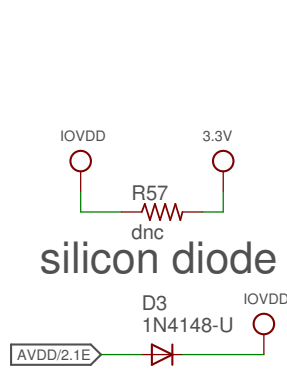 IOVDD 3.3V
R57
dnc
silicon diode
D3 IOVDD
1N4148-U
AVDD/2.1E